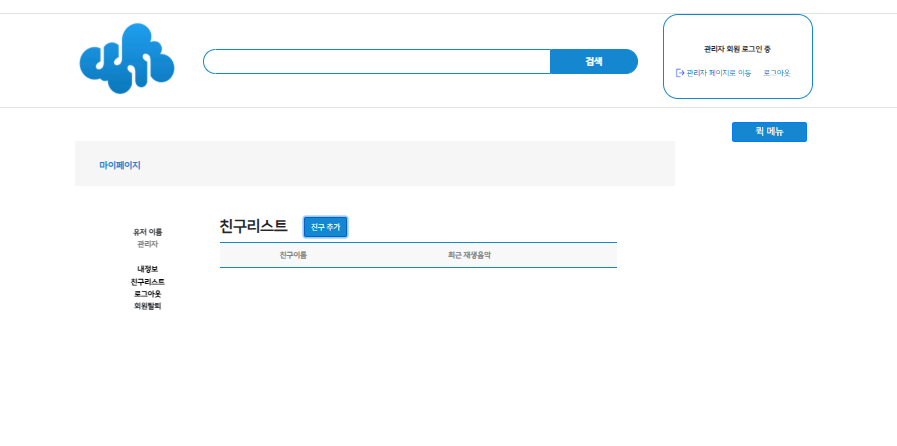 검색
관리자 회원 로그인 중
관리자 페이지로 이동 로그아웃
퀵 메뉴
마이페이지
유저 이름
관리자
내정보
친구리스트
로그아웃
회원탈퇴
친구리스트 친구 추가
친구이름 최근 재생음악